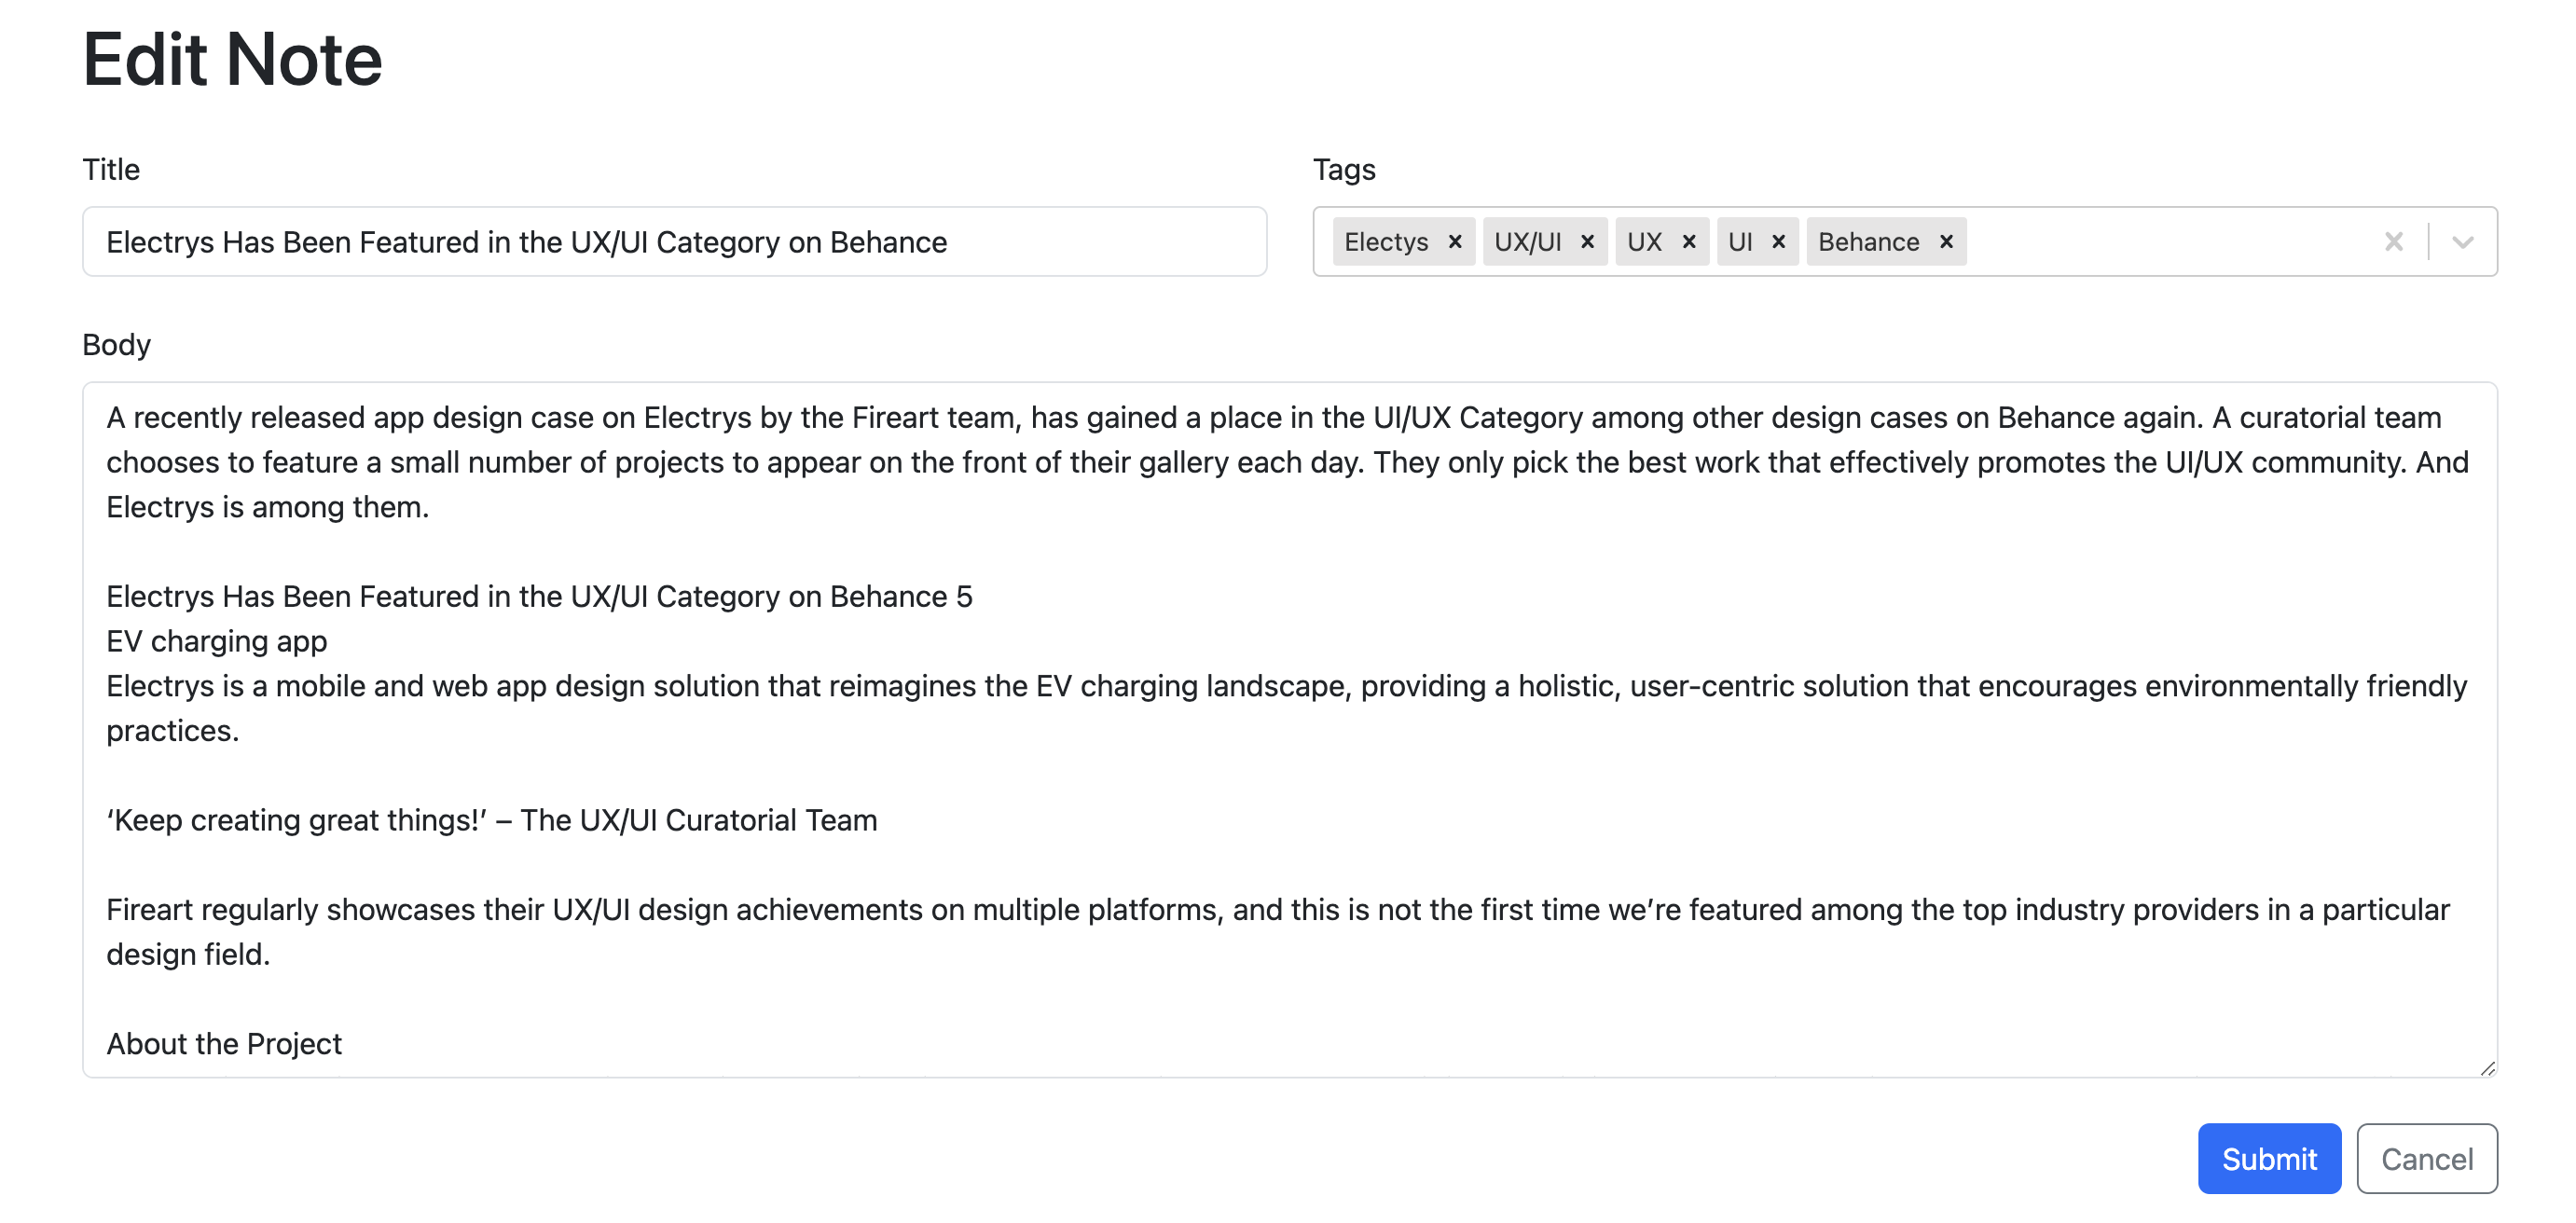 Edit Note
Title
Tags
Electrys Has Been Featured in the UX/UI Category on Behance
Electys
UX/UI
UX
UI
Behance
Body
A recently released app design case on Electrys by the Fireart team, has gained a place in the UI/UX Category among other design cases on Behance again. A curatorial team
chooses to feature a small number of projects to appear on the front of their gallery each day. They only pick the best work that effectively promotes the UI/UX community. And
Electrys is among them.
Electrys Has Been Featured in the UX/UI Category on Behance 5
EV charging app
Electrys is a mobile and web app design solution that reimagines the EV charging landscape, providing a holistic, user-centric solution that encourages environmentally friendly
practices.
‘Keep creating great things!’ – The UX/UI Curatorial Team
Fireart regularly showcases their UX/UI design achievements on multiple platforms, and this is not the first time we’re featured among the top industry providers in a particular
design field.
About the Project
Submit
Cancel